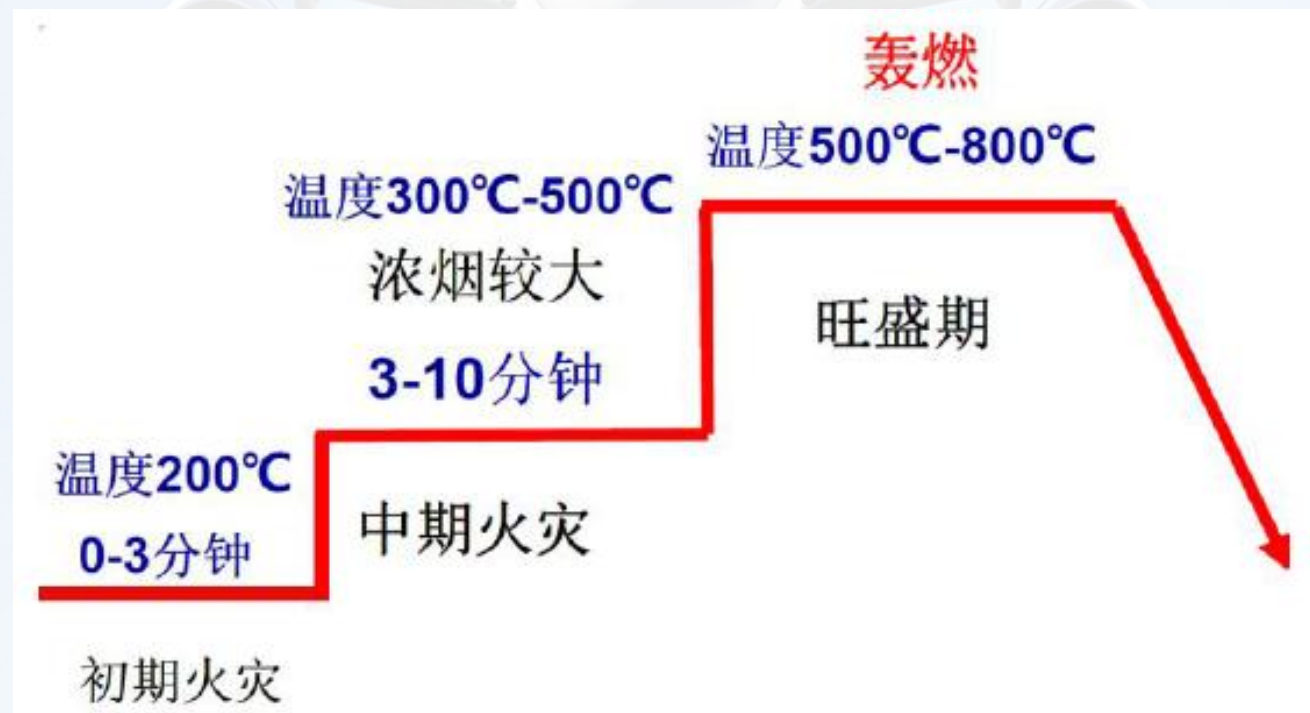 轰燃
温度500℃-800℃
温度300℃-500℃
浓烟较大
旺盛期
3-10分钟
温度200℃
中期火灾
0-3分钟
初期火灾